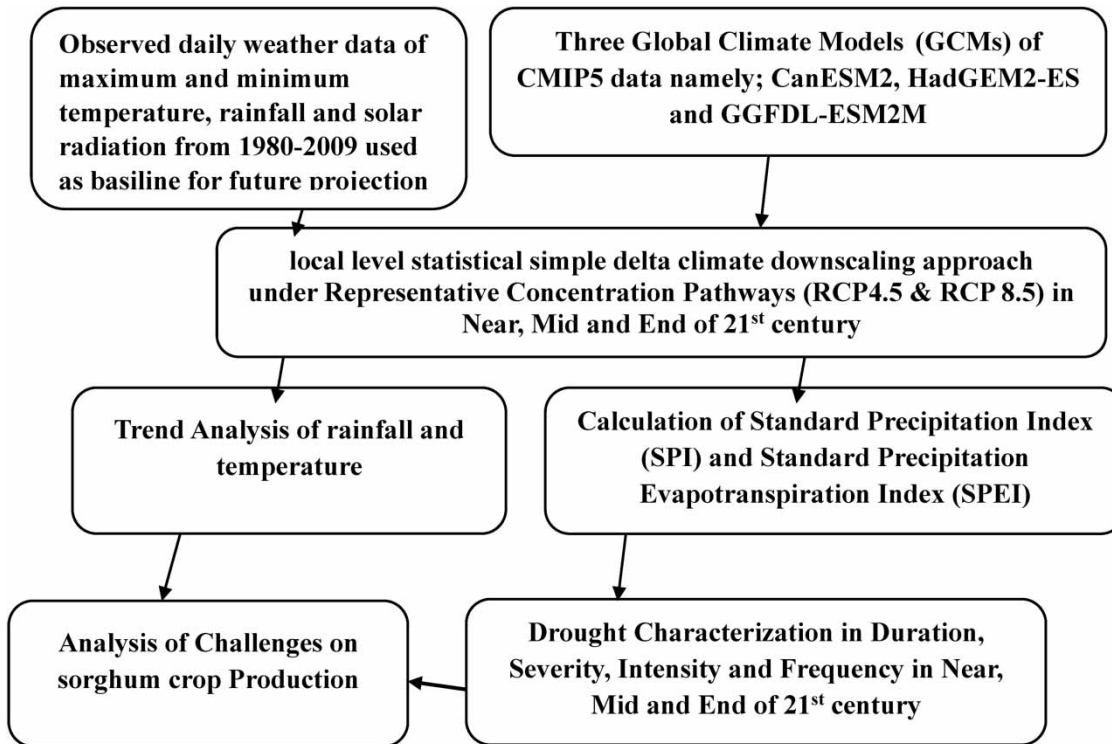 Observed daily weather data of
maximum and minimum
temperature, rainfall and solar
radiation from 1980-2009 used
as basiline for future projection
Three Global Climate Models (GCMs) of
CMIP5 data namely; CanESM2, HadGEM2-ES
and GGFDL-ESM2M
local level statistical simple delta climate downscaling approach
under Representative Concentration Pathways (RCP4.5 & RCP 8.5) in
Near, Mid and End of 21st century
Trend Analysis of rainfall and
temperature
Calculation of Standard Precipitation Index
(SPI) and Standard Precipitation
Evapotranspiration Index (SPEI)
Analysis of Challenges on
sorghum crop Production
Drought Characterization in Duration,
Severity, Intensity and Frequency in Near,
Mid and End of 21st century